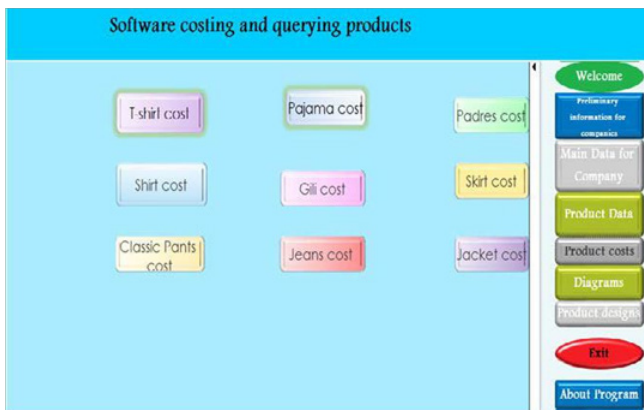 Software costing and querying products
T-shirt cost
Pajama cost
Padres cost
Shirt cost
Gili cost
Skirt cost
Classic Pants
cost
Jeans cost
Jacket cost
Welcome
Preliminary
information for
companies
Main Data for
Company
Product Data
Product costs
Diagrams
Product designs
Exit
About Program